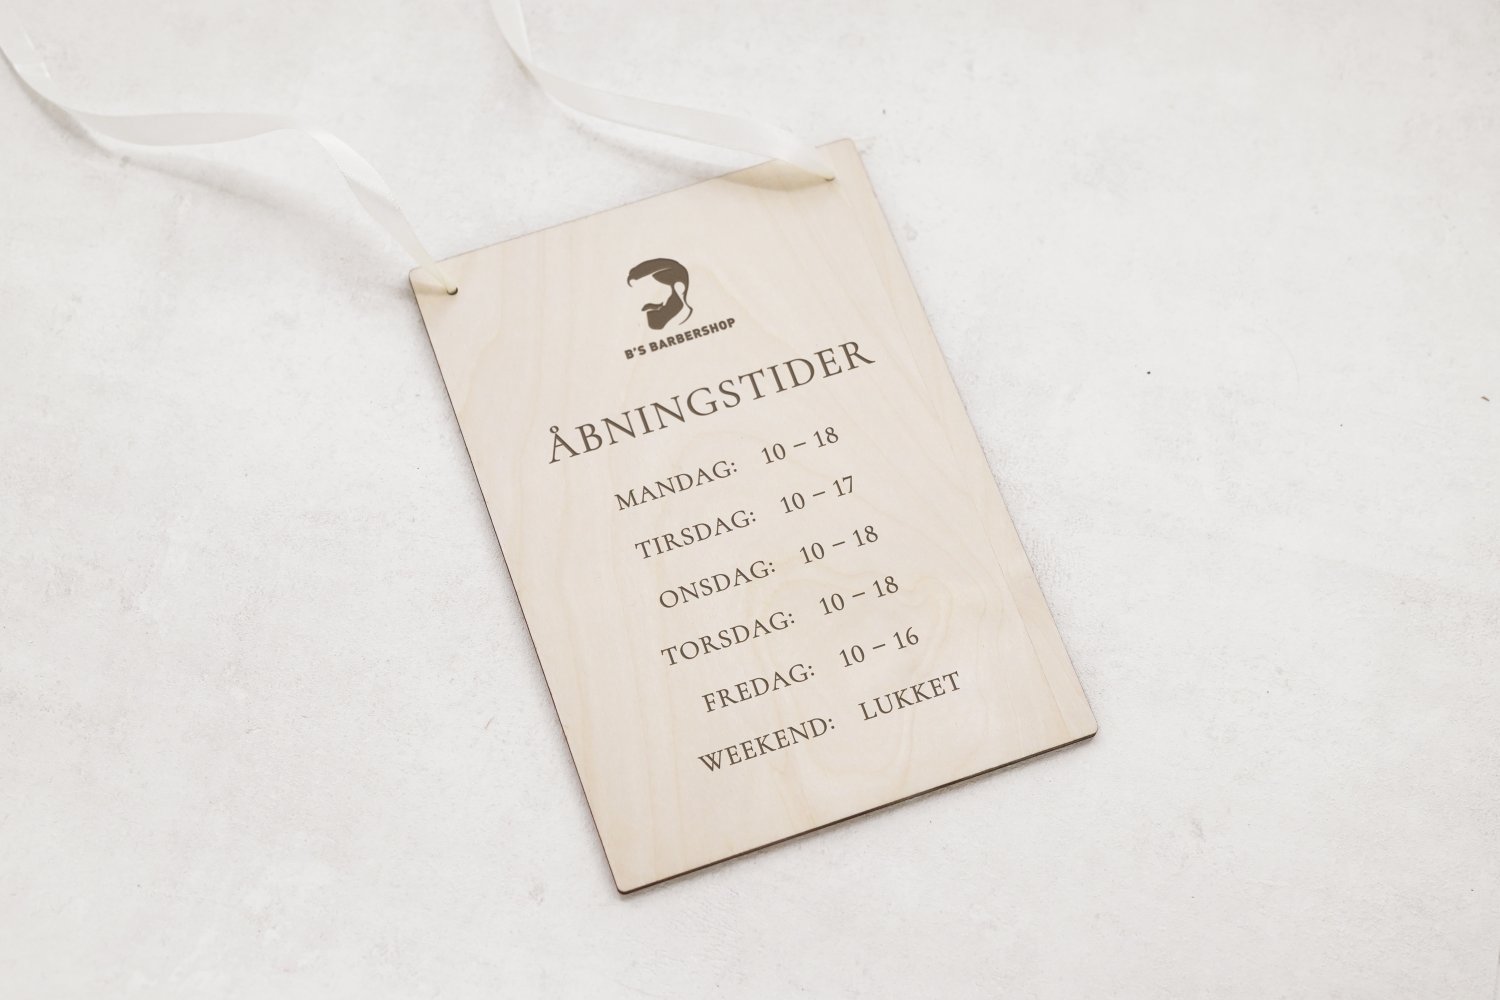 B'S BARBERSHOP
ÅBNINGSTIDER
MANDAG: 10 – 18
TIRSDAG: 10 – 17
ONSDAG: 10 – 18
TORSDAG: 10 – 18
FREDAG: 10 – 16
WEEKEND: LUKKET